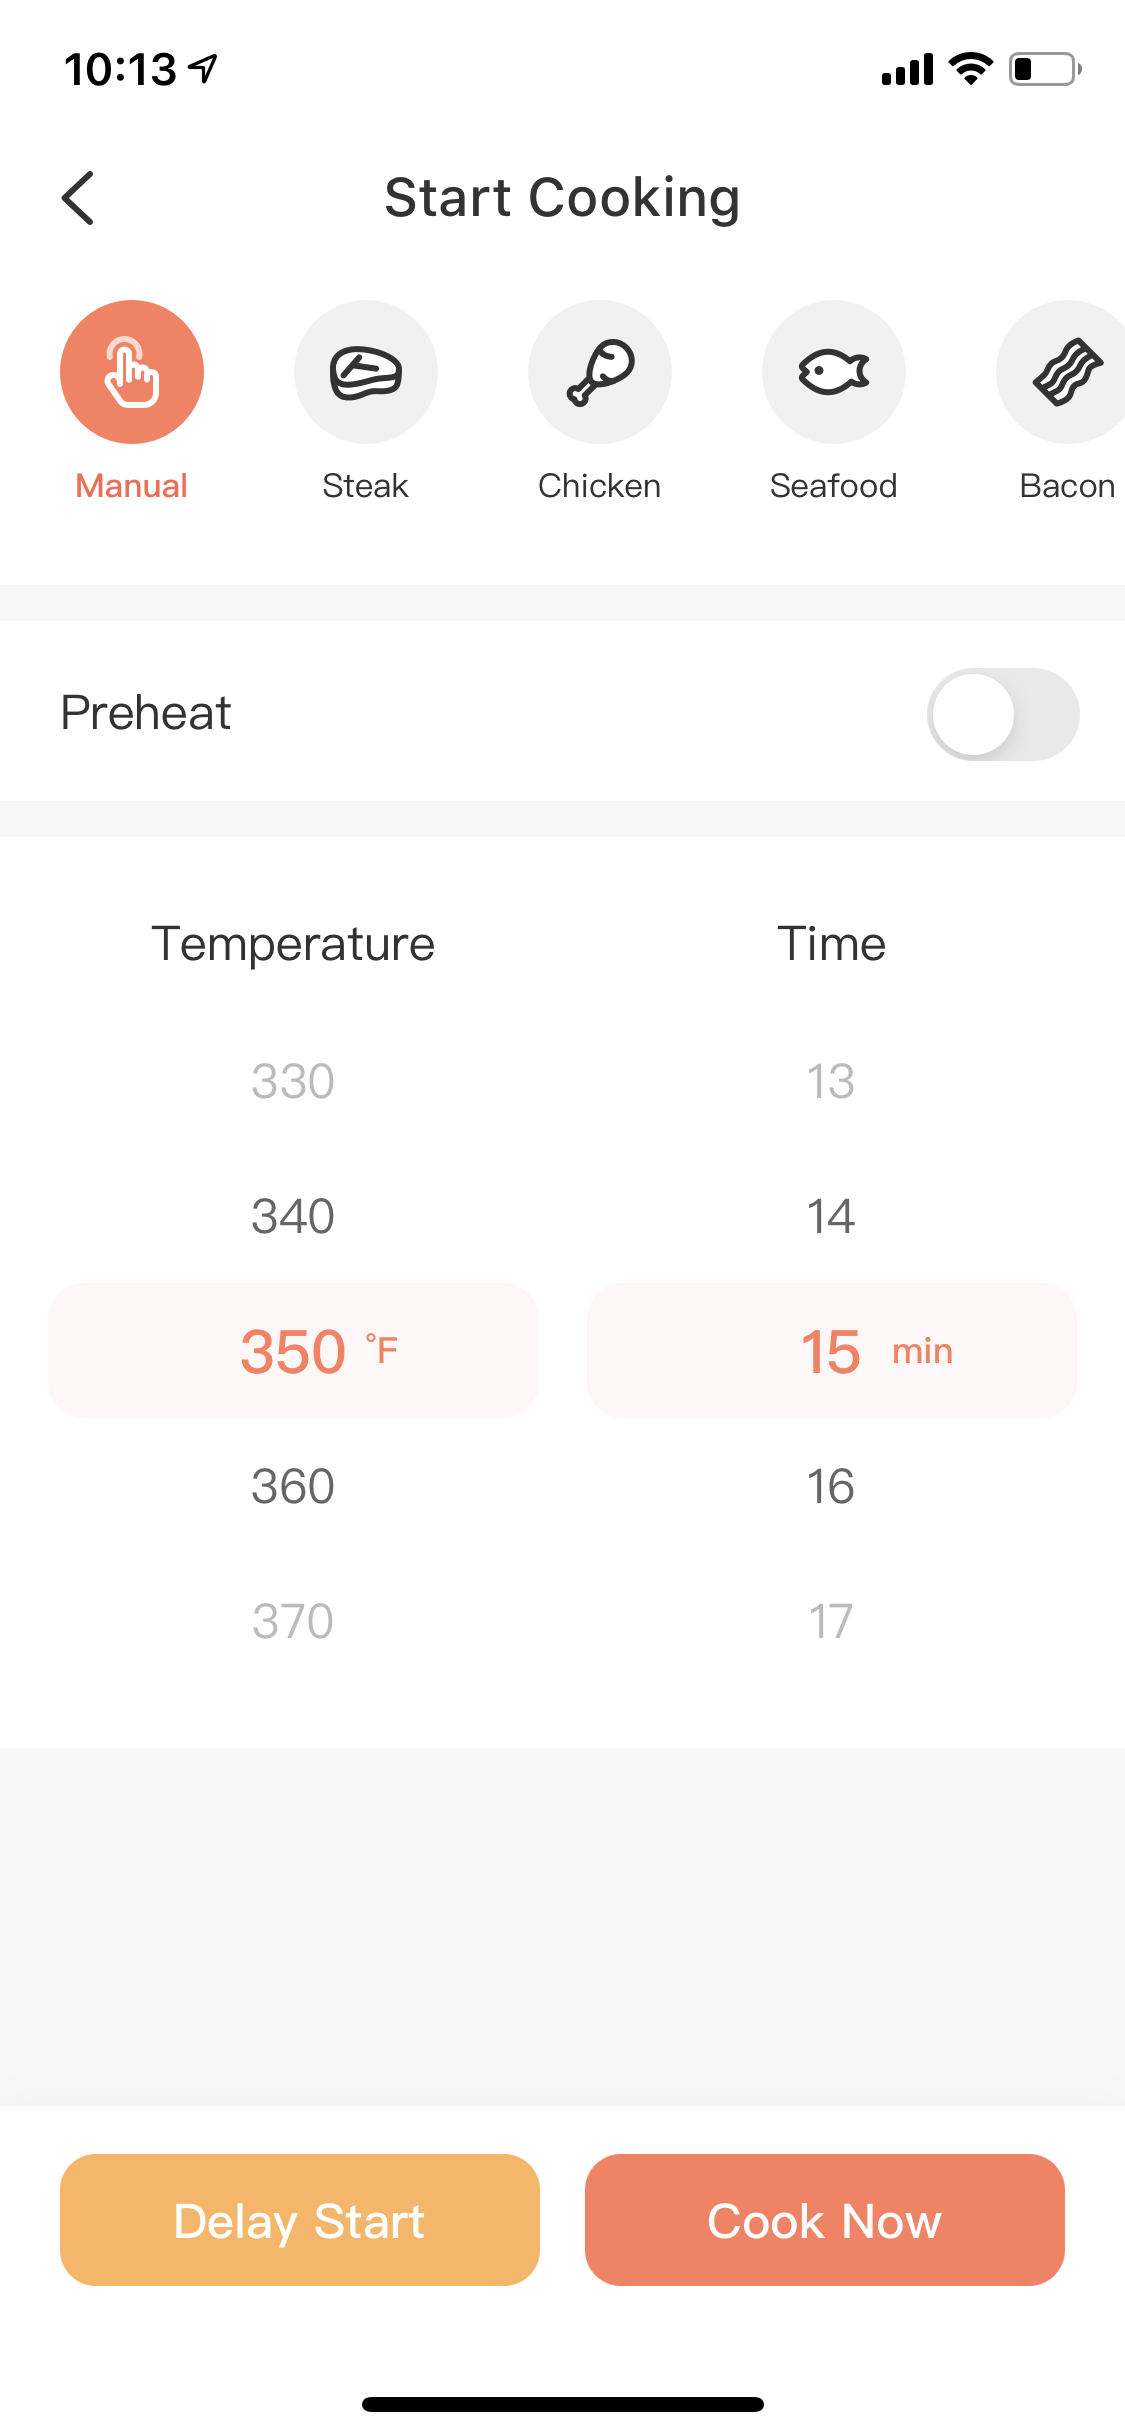 10:13
Start Cooking
Manual Steak Chicken Seafood Bacon
Preheat
Temperature Time
330 13
340 14
350 °F 15 min
360 16
370 17
Delay Start Cook Now